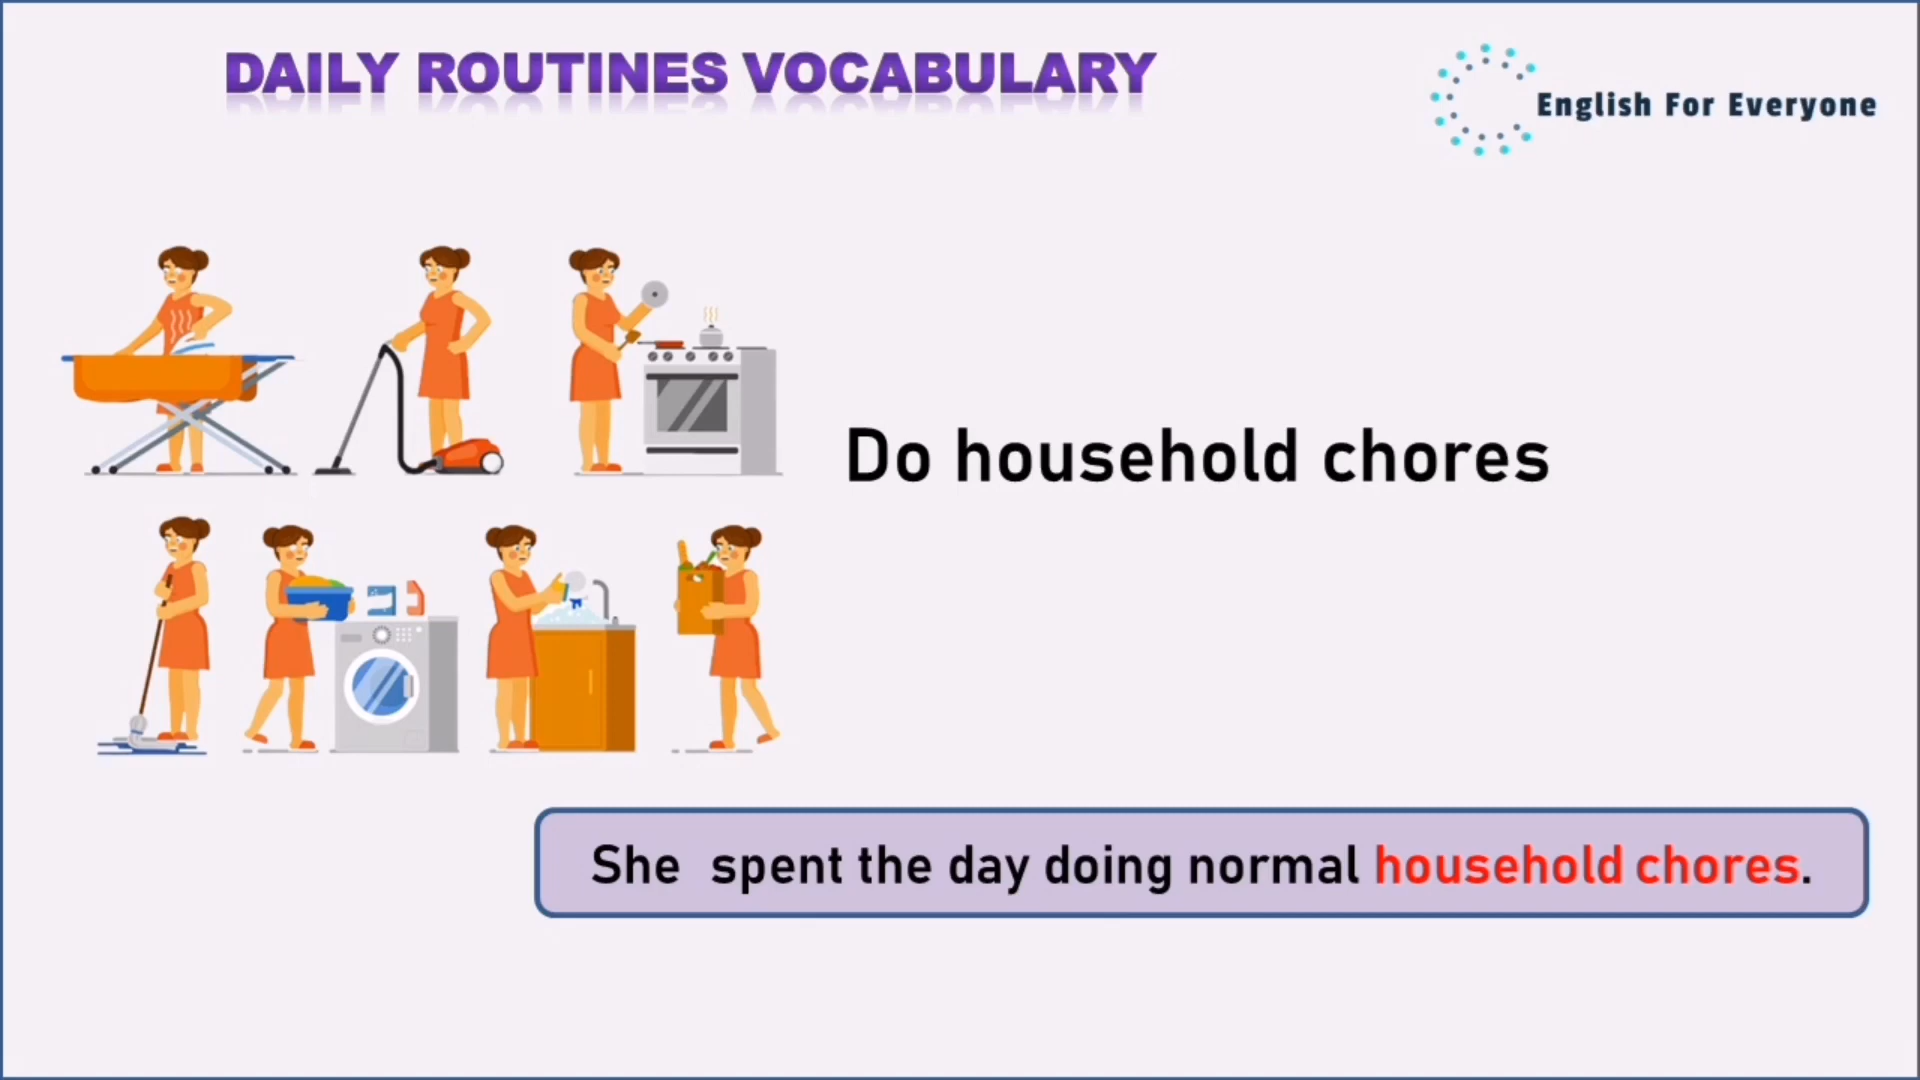 DAILY ROUTINES VOCABULARY
English For Everyone
Do household chores
She spent the day doing normal household chores.